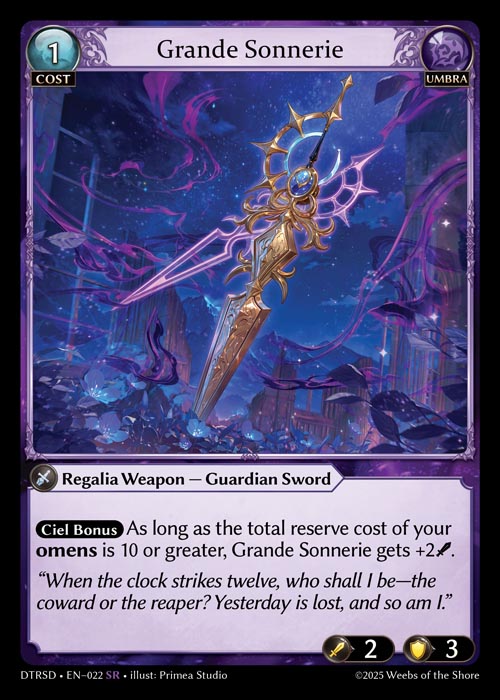 Grande Sonnerie
1
COST
UMBRA
Regalia Weapon — Guardian Sword
Ciel Bonus As long as the total reserve cost of your
omens is 10 or greater, Grande Sonnerie gets +2.
“When the clock strikes twelve, who shall I be—the
coward or the reaper? Yesterday is lost, and so am I.”
2
3
DTRSD • EN–022 SR • illust: Primea Studio
©2025 Weebs of the Shore